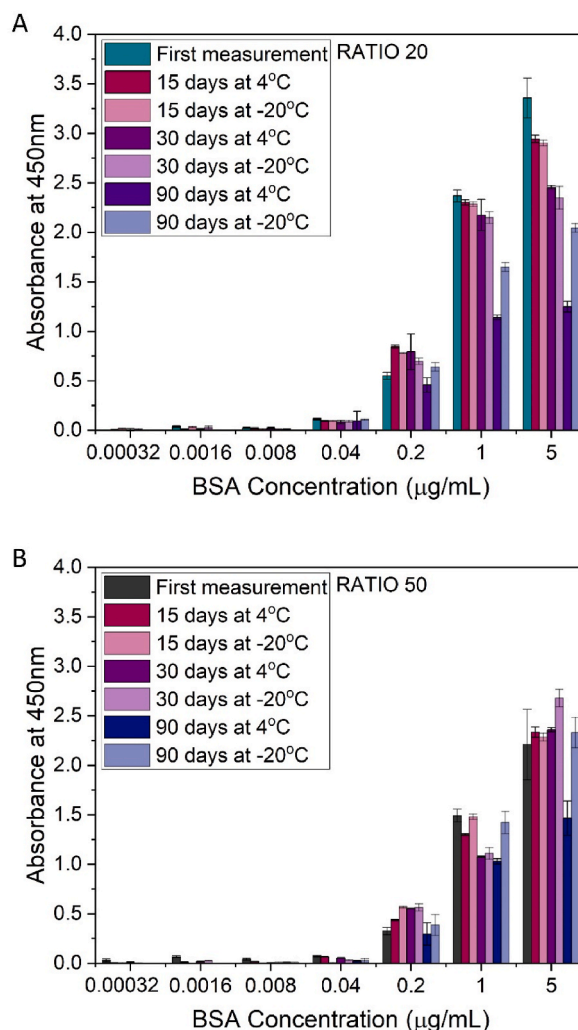 A
4.0
3.5
3.0
2.5
2.0
1.5
1.0
0.5
0.0
Absorbance at 450nm
First measurement RATIO 20
15 days at 4°C
15 days at -20°C
30 days at 4°C
30 days at -20°C
90 days at 4°C
90 days at -20°C
0.00032 0.0016 0.008 0.04 0.2 1 5
BSA Concentration (μg/mL)
B
4.0
3.5
3.0
2.5
2.0
1.5
1.0
0.5
0.0
Absorbance at 450nm
First measurement RATIO 50
15 days at 4°C
15 days at -20°C
30 days at 4°C
30 days at -20°C
90 days at 4°C
90 days at -20°C
0.00032 0.0016 0.008 0.04 0.2 1 5
BSA Concentration (μg/mL)